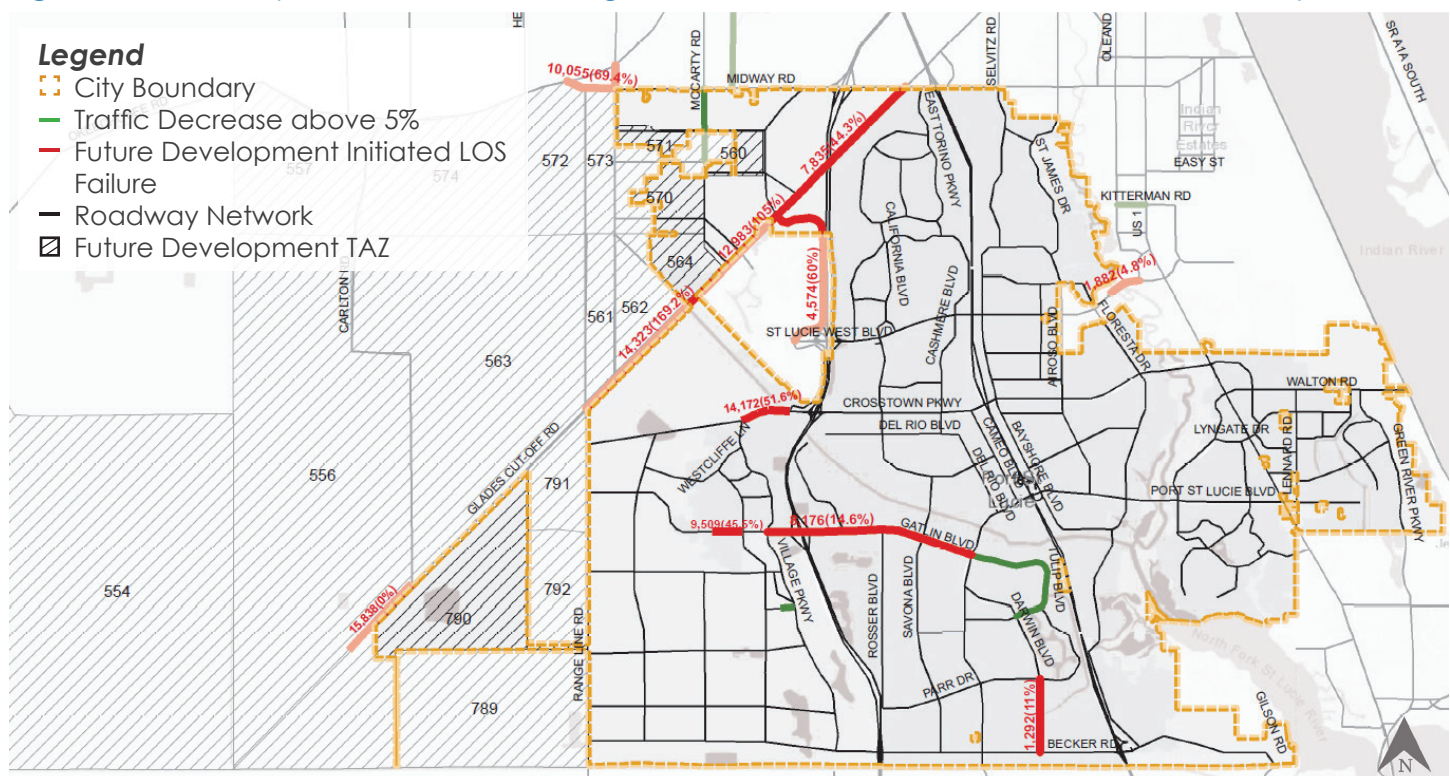 Legend
City Boundary
Traffic Decrease above 5%
Future Development Initiated LOS
Failure
Roadway Network
Future Development TAZ
10,055(69.4%)
MCCARTY RD
MIDWAY RD
SELVITZ RD
OLEAND
SR A1A SOUTH
572
573
571
560
557
574
570
564
7,835(44.3%)
EAST TORINO PKWY
ST JAMES DR
Indian
River
Estates
EASY ST
KITTERMAN RD
US 1
Indian River
12,983(105%)
CALIFORNIA BLVD
CARLTON RD
561
562
14,323(169.2%)
4,574(60%)
1,882(4.8%)
ST LUCIE WEST BLVD
CASHMERE BLVD
AIROSO BLVD
FLORESTA DR
563
14,172(51.6%)
CROSSTOWN PKWY
DEL RIO BLVD
WALTON RD
LYNGATE DR
LENNARD RD
GREEN RIVER PKWY
WESTCLIFFE LN
CAMEO BLVD
BAYSHORE BLVD
DEL RIO BLVD
GLADES CUT-OFF RD
556
791
PORT ST LUCIE BLVD
Lucie
9,509(45.5%)
8,176(14.6%)
GATLIN BLVD
VILLAGE PKWY
TULIP BLVD
554
792
790
15,838(0%)
RANGE LINE RD
ROSSER BLVD
SAVONA BLVD
DARWIN BLVD
North Fork St Lucie River
PARR DR
789
1,292(11%)
BECKER RD
GILSON RD
N